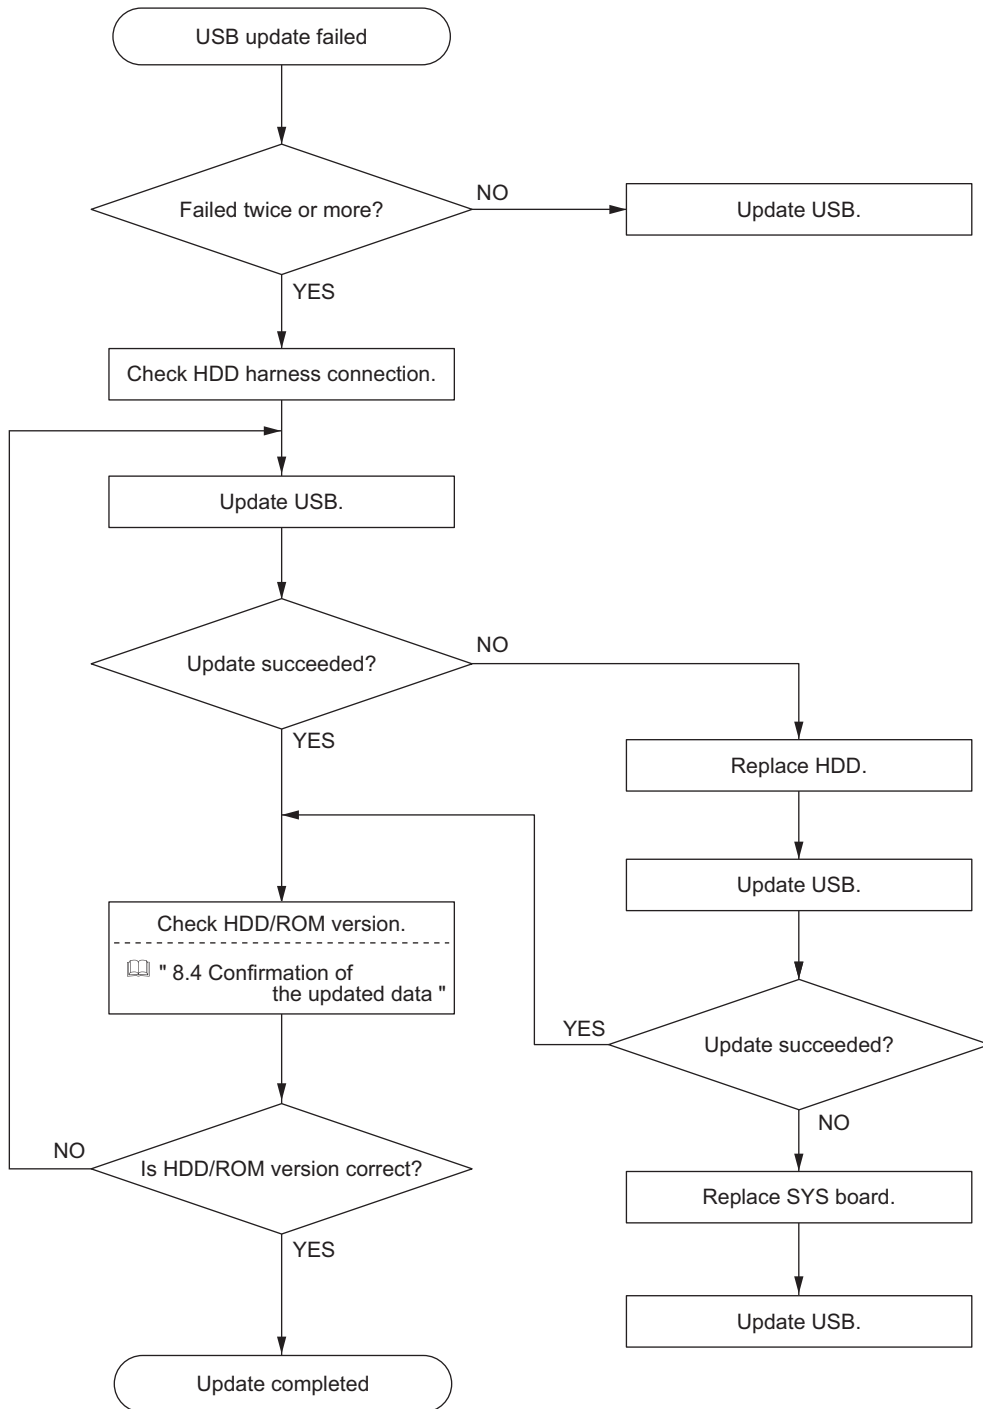 USB update failed
Failed twice or more?
NO
Update USB.
YES
Check HDD harness connection.
Update USB.
Update succeeded?
NO
YES
Replace HDD.
Update USB.
Check HDD/ROM version.
" 8.4 Confirmation of
the updated data "
YES
Update succeeded?
NO
NO
Is HDD/ROM version correct?
Replace SYS board.
YES
Update USB.
Update completed